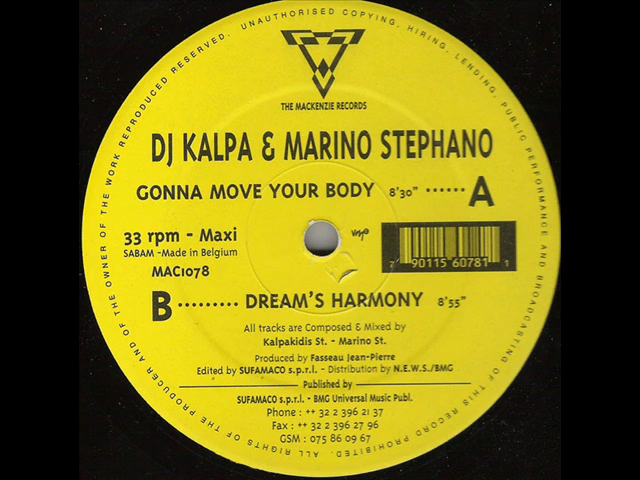 UNAUTHORISED COPYING, HIRING, LENDING, PUBLIC PERFORMANCE AND BROADCASTING OF THIS RECORD PROHIBITED. ALL RIGHTS OF THE PRODUCER AND OF THE OWNER OF THE WORK REPRODUCED RESERVED.
THE MACKENZIE RECORDS
DJ KALPA & MARINO STEPHANO
GONNA MOVE YOUR BODY 8'30" ...... A
33 rpm - Maxi
SABAM -Made in Belgium
MAC1078
7 90115 60781 1
B ......... DREAM'S HARMONY 8'55"
All tracks are Composed & Mixed by
Kalpakidis St. - Marino St.
Produced by Fasseau Jean-Pierre
Edited by SUFAMACO s.p.r.l. - Distribution by N.E.W.S./BMG
Published by
SUFAMACO s.p.r.l. - BMG Universal Music Publ.
Phone : ++ 32 2 396 21 37
Fax : ++ 32 2 396 27 96
GSM : 075 86 09 67